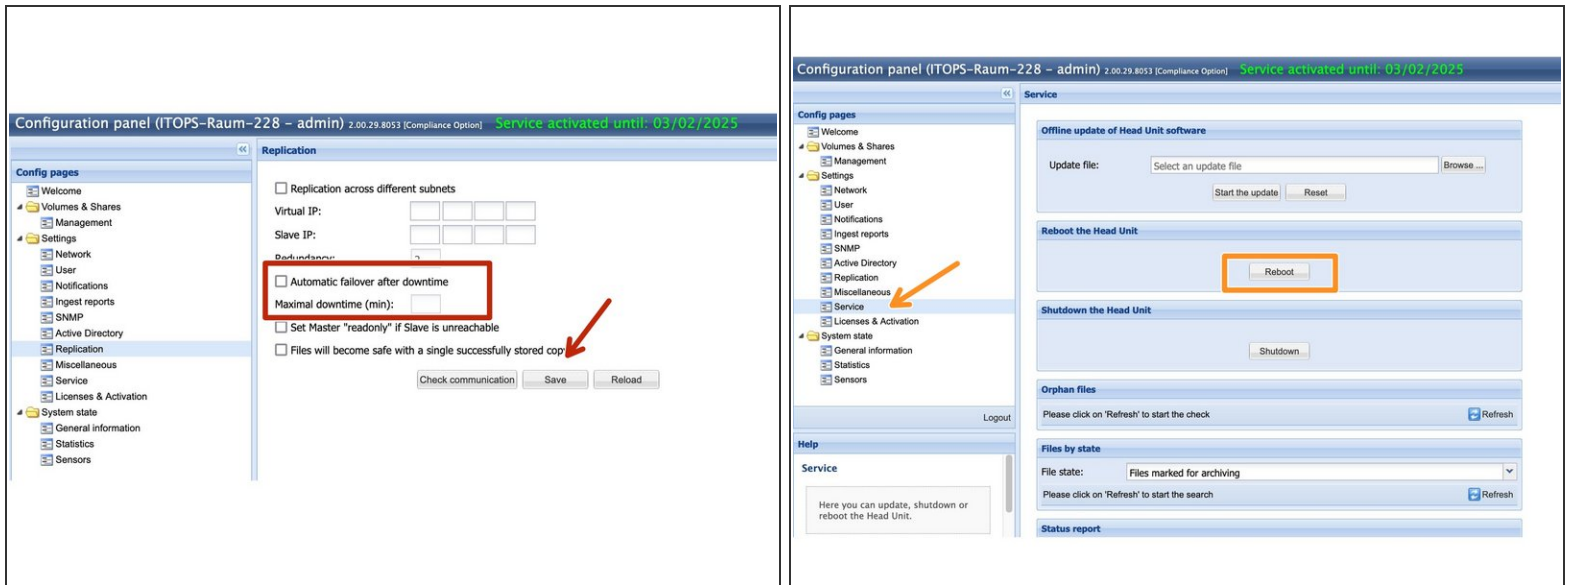 Configuration panel (ITOPS-Raum-228 - admin) 2.00.29.8053 [Compliance Option] Service activated until: 03/02/2025
Replication
Config pages
Welcome
Volumes & Shares
Management
Settings
Network
User
Notifications
Ingest reports
SNMP
Active Directory
Replication
Miscellaneous
Service
Licenses & Activation
System state
General information
Statistics
Sensors
Replication across different subnets
Virtual IP:
Slave IP:
Redundancy:
Automatic failover after downtime
Maximal downtime (min):
Set Master "readonly" if Slave is unreachable
Files will become safe with a single successfully stored copy
Check communication Save Reload
Configuration panel (ITOPS-Raum-228 - admin) 2.00.29.8053 [Compliance Option] Service activated until: 03/02/2025
Service
Config pages
Welcome
Volumes & Shares
Management
Settings
Network
User
Notifications
Ingest reports
SNMP
Active Directory
Replication
Miscellaneous
Service
Licenses & Activation
System state
General information
Statistics
Sensors
Logout
Help
Service
Here you can update, shutdown or
reboot the Head Unit.
Offline update of Head Unit software
Update file: Select an update file Browse ...
Start the update Reset
Reboot the Head Unit
Reboot
Shutdown the Head Unit
Shutdown
Orphan files
Please click on 'Refresh' to start the check Refresh
Files by state
File state: Files marked for archiving
Please click on 'Refresh' to start the search Refresh
Status report